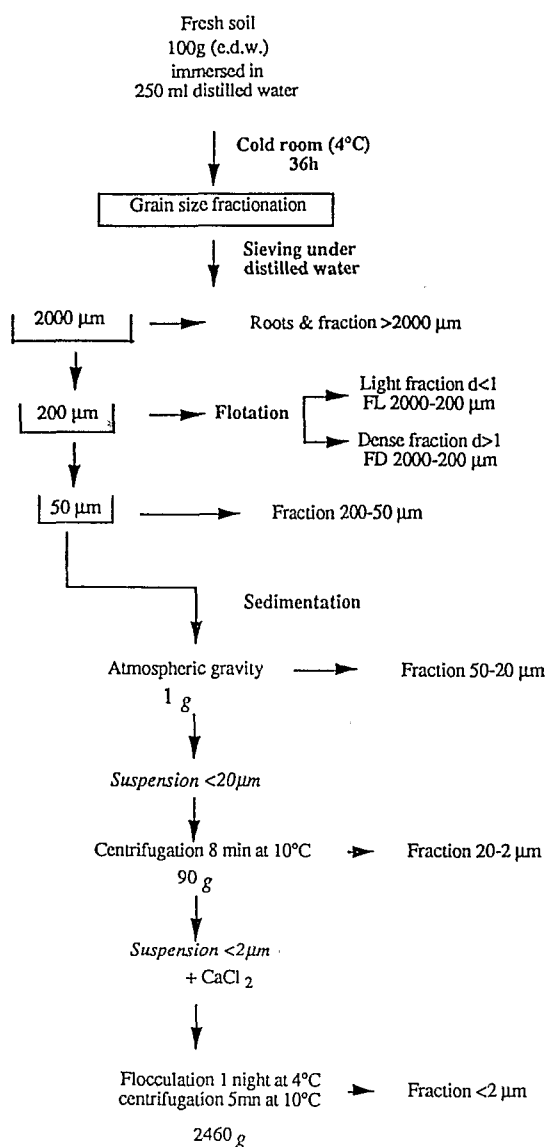 Fresh soil
100g (e.d.w.)
immersed in
250 ml distilled water
Cold room (4°C)
36h
Grain size fractionation
Sieving under
distilled water
2000 µm
Roots & fraction >2000 µm
200 µm
Flotation
Light fraction d<1
FL 2000-200 µm
Dense fraction d>1
FD 2000-200 µm
50 µm
Fraction 200-50 µm
Sedimentation
Atmospheric gravity
1 g
Fraction 50-20 µm
Suspension <20µm
Centrifugation 8 min at 10°C
90 g
Fraction 20-2 µm
Suspension <2µm
+ CaCl2
Flocculation 1 night at 4°C
centrifugation 5mn at 10°C
2460 g
Fraction <2 µm